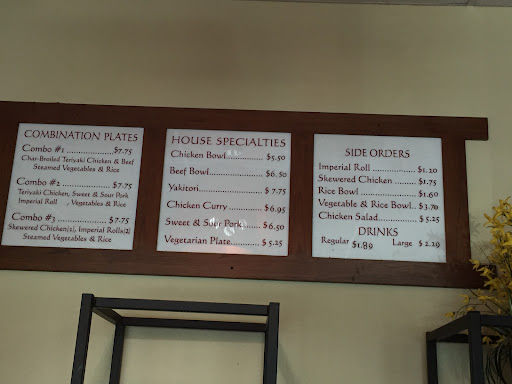 COMBINATION PLATES
Combo #1 ................ $7.75
Char-Broiled Teriyaki Chicken & Beef
Steamed Vegetables & Rice
Combo #2 ................ $7.75
Teriyaki Chicken, Sweet & Sour Pork
Imperial Roll , Vegetables & Rice
Combo #3 ................ $7.75
Skewered Chicken(2), Imperial Rolls(2)
Steamed Vegetables & Rice
HOUSE SPECIALTIES
Chicken Bowl............ $5.50
Beef Bowl................ $6.50
Yakitori.................... $ 7.75
Chicken Curry .......... $6.95
Sweet & Sour Pork...... $6.50
Vegetarian Plate......... $ 5.25
SIDE ORDERS
Imperial Roll .............. $1.20
Skewered Chicken ........ $1.75
Rice Bowl .................. $1.60
Vegetable & Rice Bowl.. $3.70
Chicken Salad............. $5.25
DRINKS
Regular $1.89 Large $ 2.29